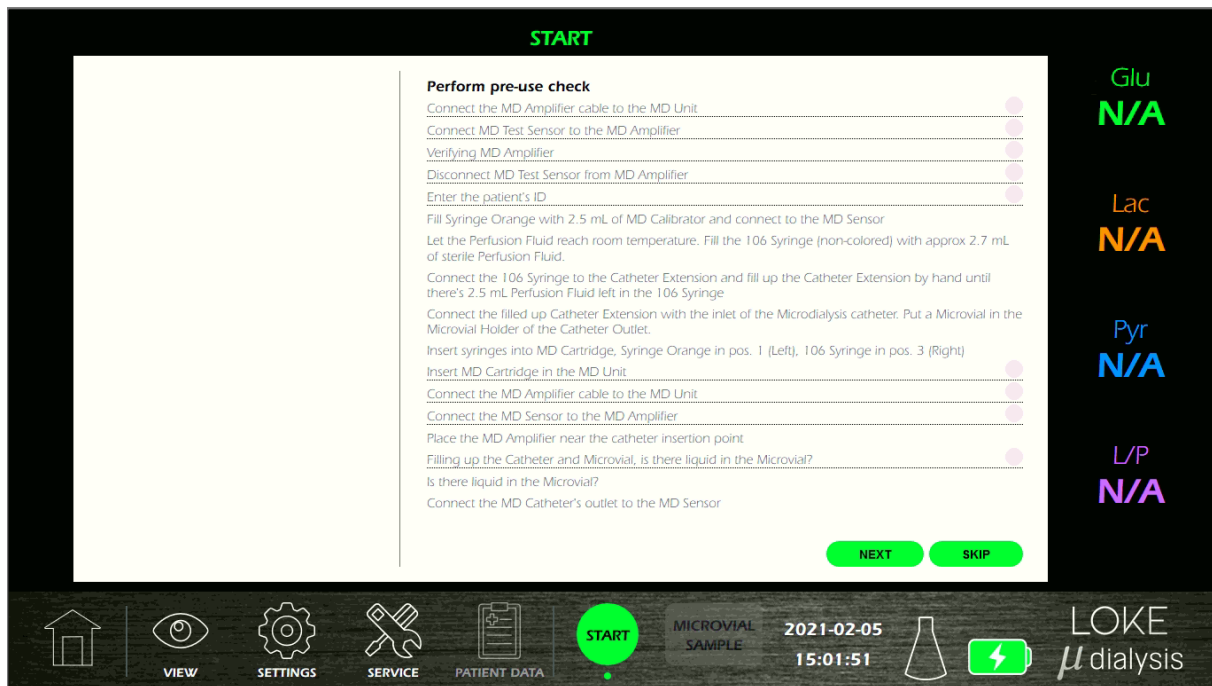 START
Perform pre-use check
Connect the MD Amplifier cable to the MD Unit
Connect MD Test Sensor to the MD Amplifier
Verifying MD Amplifier
Disconnect MD Test Sensor from MD Amplifier
Enter the patient's ID
Fill Syringe Orange with 2.5 mL of MD Calibrator and connect to the MD Sensor
Let the Perfusion Fluid reach room temperature. Fill the 106 Syringe (non-colored) with approx 2.7 mL
of sterile Perfusion Fluid.
Connect the 106 Syringe to the Catheter Extension and fill up the Catheter Extension by hand until
there's 2.5 mL Perfusion Fluid left in the 106 Syringe
Connect the filled up Catheter Extension with the inlet of the Microdialysis catheter. Put a Microvial in the
Microvial Holder of the Catheter Outlet.
Insert syringes into MD Cartridge, Syringe Orange in pos. 1 (Left), 106 Syringe in pos. 3 (Right)
Insert MD Cartridge in the MD Unit
Connect the MD Amplifier cable to the MD Unit
Connect the MD Sensor to the MD Amplifier
Place the MD Amplifier near the catheter insertion point
Filling up the Catheter and Microvial, is there liquid in the Microvial?
Is there liquid in the Microvial?
Connect the MD Catheter's outlet to the MD Sensor
NEXT
SKIP
Glu
N/A
Lac
N/A
Pyr
N/A
L/P
N/A
VIEW
SETTINGS
SERVICE
PATIENT DATA
START
MICROVIAL
SAMPLE
2021-02-05
15:01:51
LOKE
μ dialysis